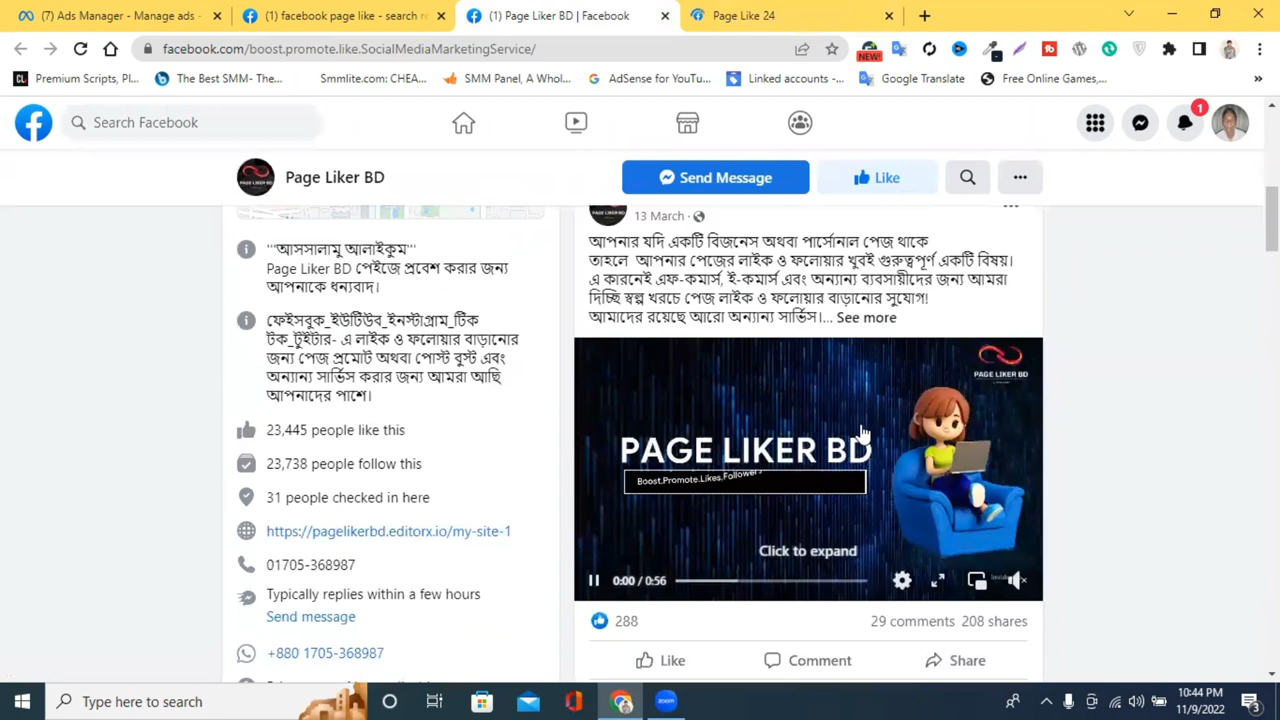 (7) Ads Manager - Manage ads -
(1) facebook page like - search r
(1) Page Liker BD | Facebook
Page Like 24
facebook.com/boost.promote.like.SocialMediaMarketingService/
NEW!
Premium Scripts, Pl...
The Best SMM- The...
Smmlite.com: CHEA...
SMM Panel, A Whol...
AdSense for YouTu...
Linked accounts -...
Google Translate
Free Online Games,...
Search Facebook
1
Page Liker BD
Send Message
Like
13 March
'''আসসালামু আলাইকুম'''
Page Liker BD পেইজে প্রবেশ করার জন্য
আপনাকে ধন্যবাদ।
ফেইসবুক_ইউটিউব_ইনস্টাগ্রাম_টিক
টক_টুইটার- এ লাইক ও ফলোয়ার বাড়ানোর
জন্য পেজ প্রমোট অথবা পোস্ট বুস্ট এবং
অন্যান্য সার্ভিস করার জন্য আমরা আছি
আপনাদের পাশে।
23,445 people like this
23,738 people follow this
31 people checked in here
https://pagelikerbd.editorx.io/my-site-1
01705-368987
Typically replies within a few hours
Send message
+880 1705-368987
আপনার যদি একটি বিজনেস অথবা পার্সোনাল পেজ থাকে
তাহলে আপনার পেজের লাইক ও ফলোয়ার খুবই গুরুত্বপূর্ণ একটি বিষয়।
এ কারনেই এফ-কমার্স, ই-কমার্স এবং অন্যান্য ব্যবসায়ীদের জন্য আমরা
দিচ্ছি স্বল্প খরচে পেজ লাইক ও ফলোয়ার বাড়ানোর সুযোগ!
আমাদের রয়েছে আরো অন্যান্য সার্ভিস।... See more
PAGE LIKER BD
PAGE LIKER BD
Boost.Promote.Likes.Followers
Click to expand
0:00 / 0:56
288
29 comments 208 shares
Like
Comment
Share
Type here to search
zoom
10:44 PM
11/9/2022
3